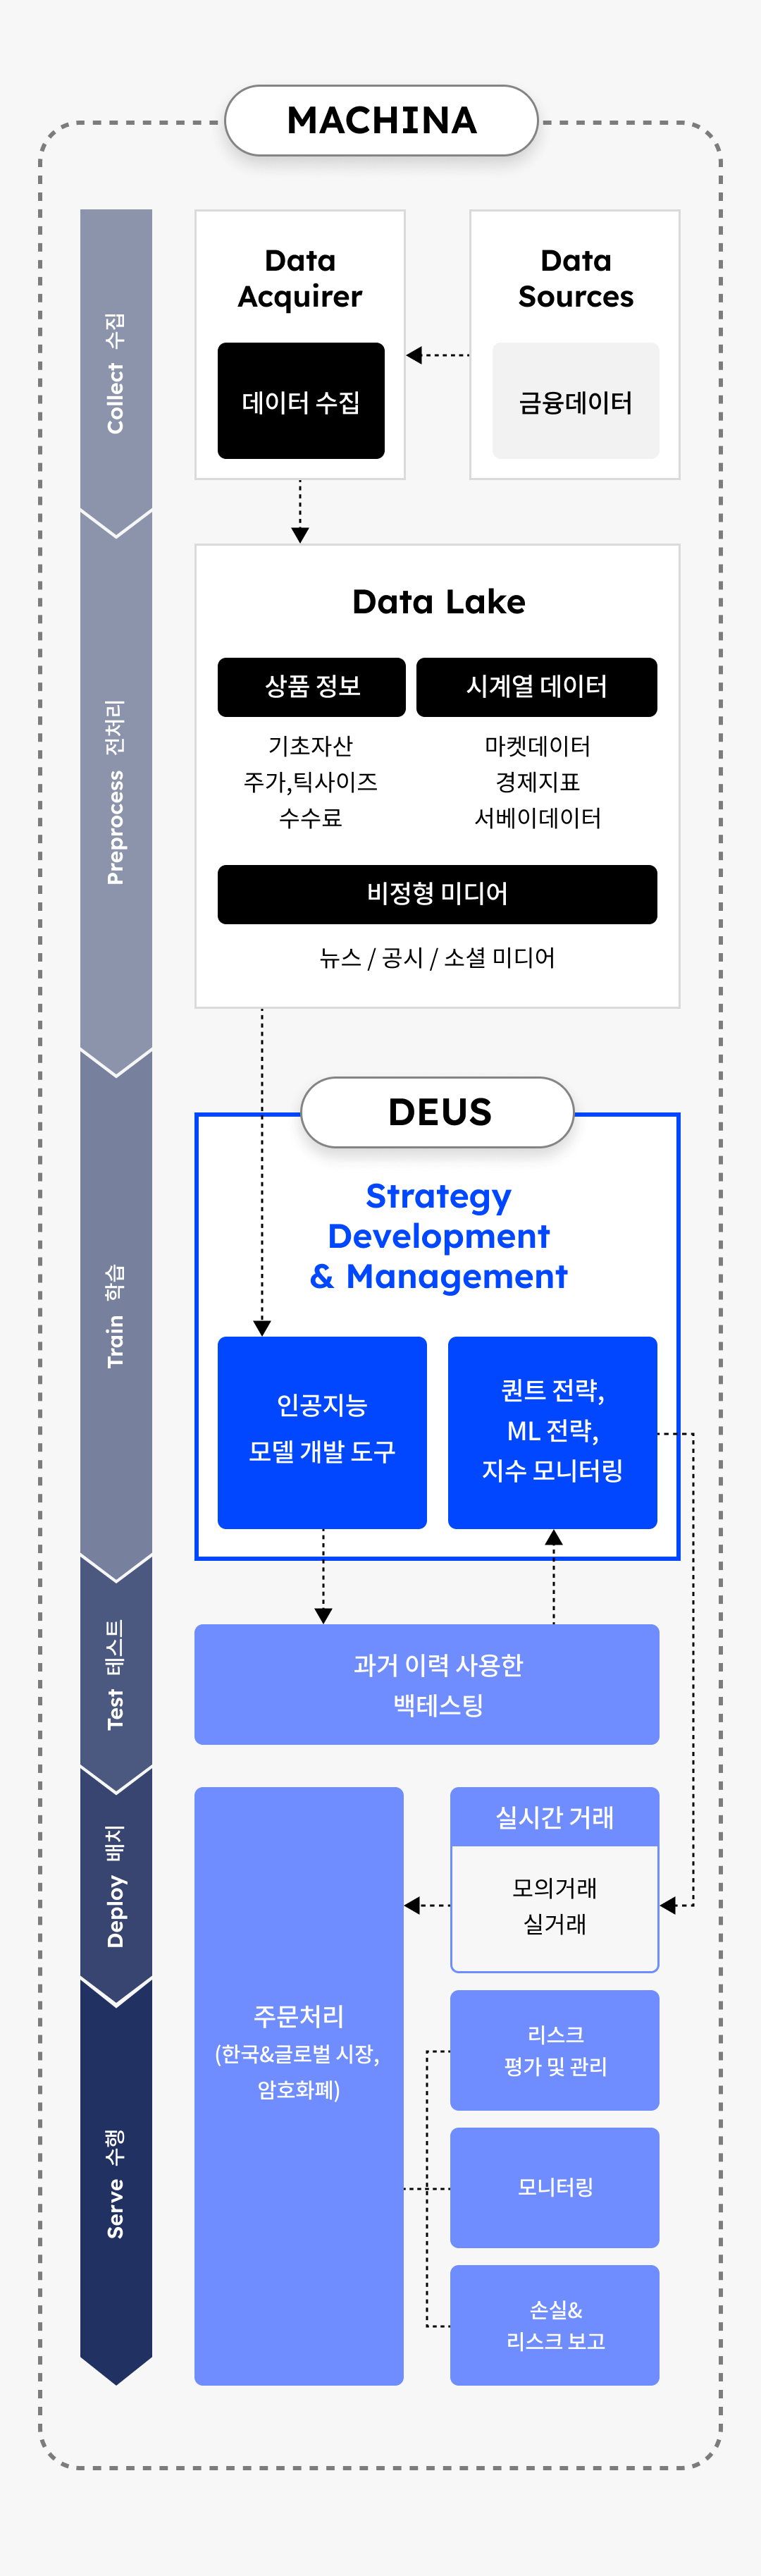 MACHINA
Collect 수집
Data
Acquirer
데이터 수집
Data
Sources
금융데이터
Preprocess 전처리
Data Lake
상품 정보
기초자산
주가,틱사이즈
수수료
시계열 데이터
마켓데이터
경제지표
서베이데이터
비정형 미디어
뉴스 / 공시 / 소셜 미디어
Train 학습
DEUS
Strategy
Development
& Management
인공지능
모델 개발 도구
퀀트 전략,
ML 전략,
지수 모니터링
Test 테스트
과거 이력 사용한
백테스팅
Deploy 배치
실시간 거래
모의거래
실거래
Serve 수행
주문처리
(한국&글로벌 시장,
암호화폐)
리스크
평가 및 관리
모니터링
손실&
리스크 보고